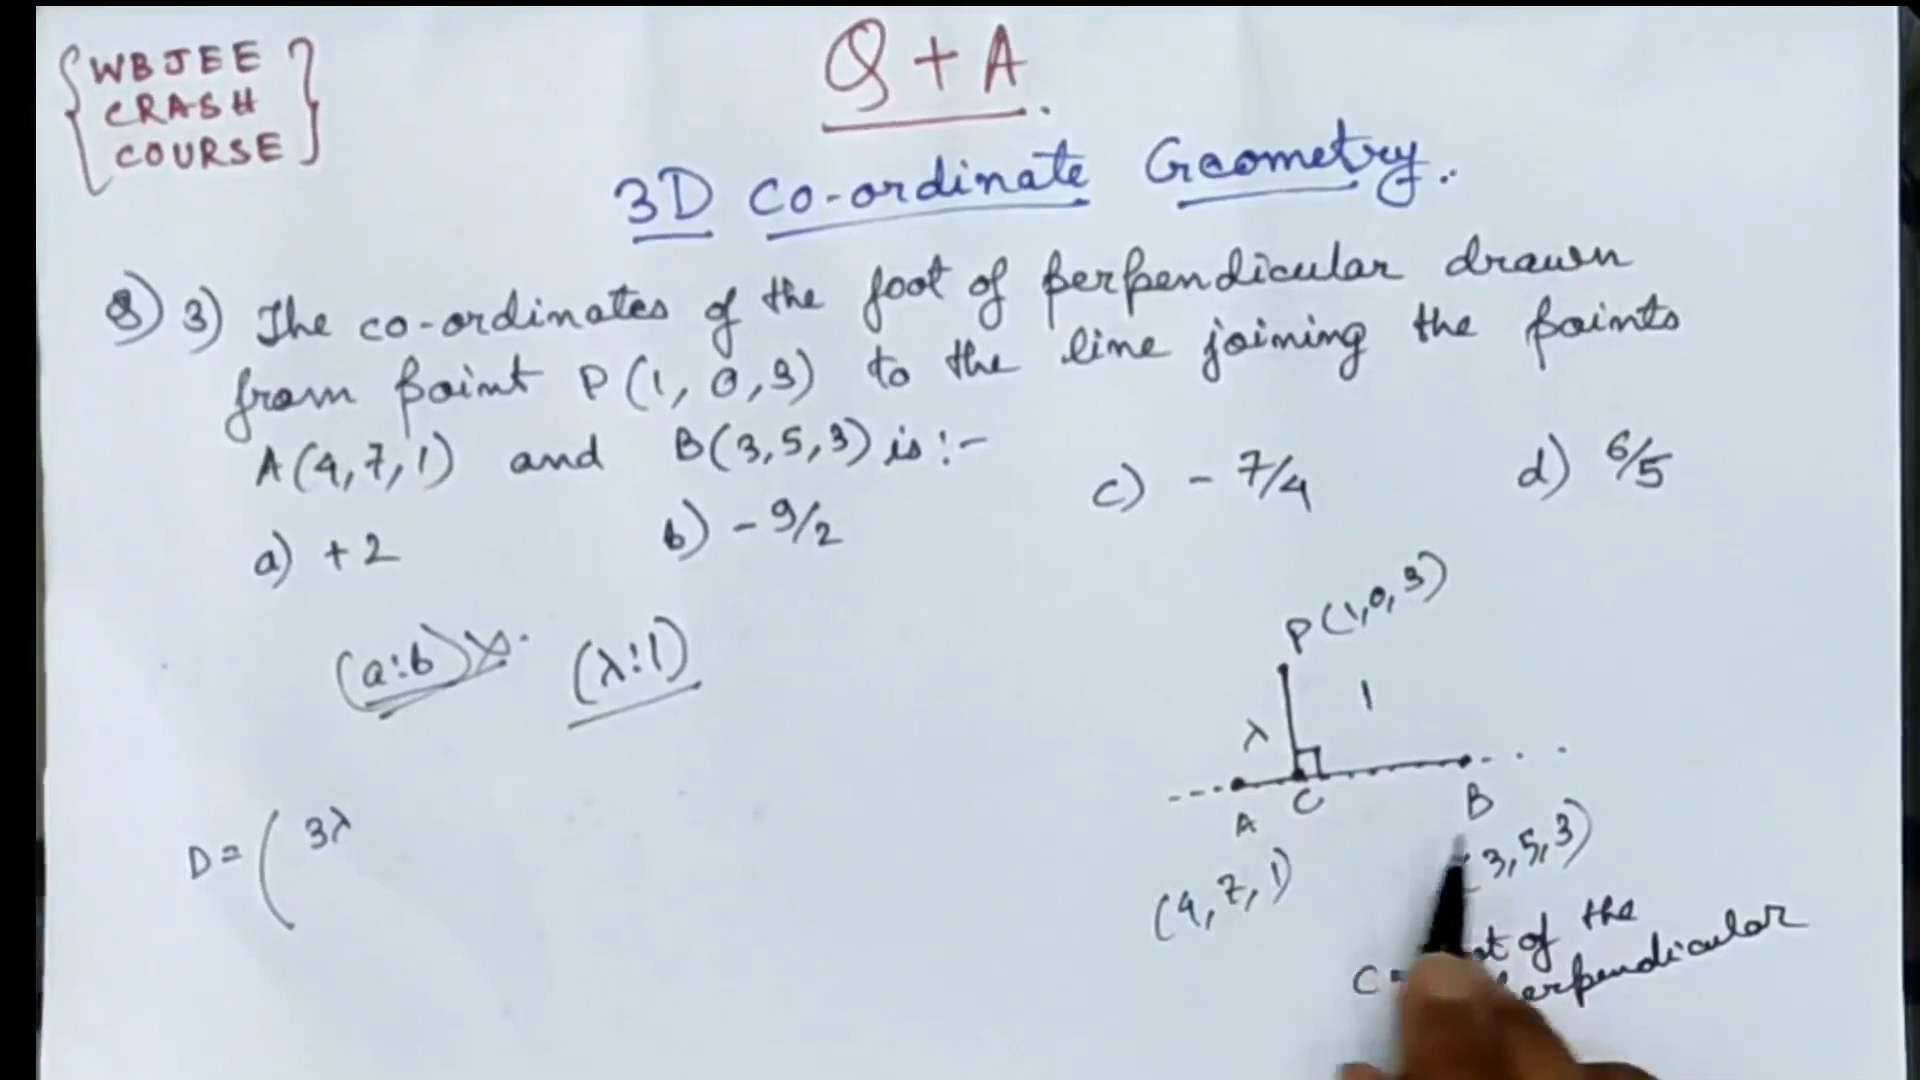 WBJEE
CRASH
COURSE
Q + A
3D Co-ordinate Geometry.
Q) 3) The co-ordinates of the foot of perpendicular drawn
from point P(1, 0, 3) to the line joining the points
A(4, 7, 1) and B(3, 5, 3) is :-
a) +2 b) - 9/2 c) - 7/4 d) 6/5
(a:b) (λ:1)
P(1, 0, 3)
λ 1
A C B
D = ( 3λ
(4, 7, 1) 3, 5, 3)
of the
C